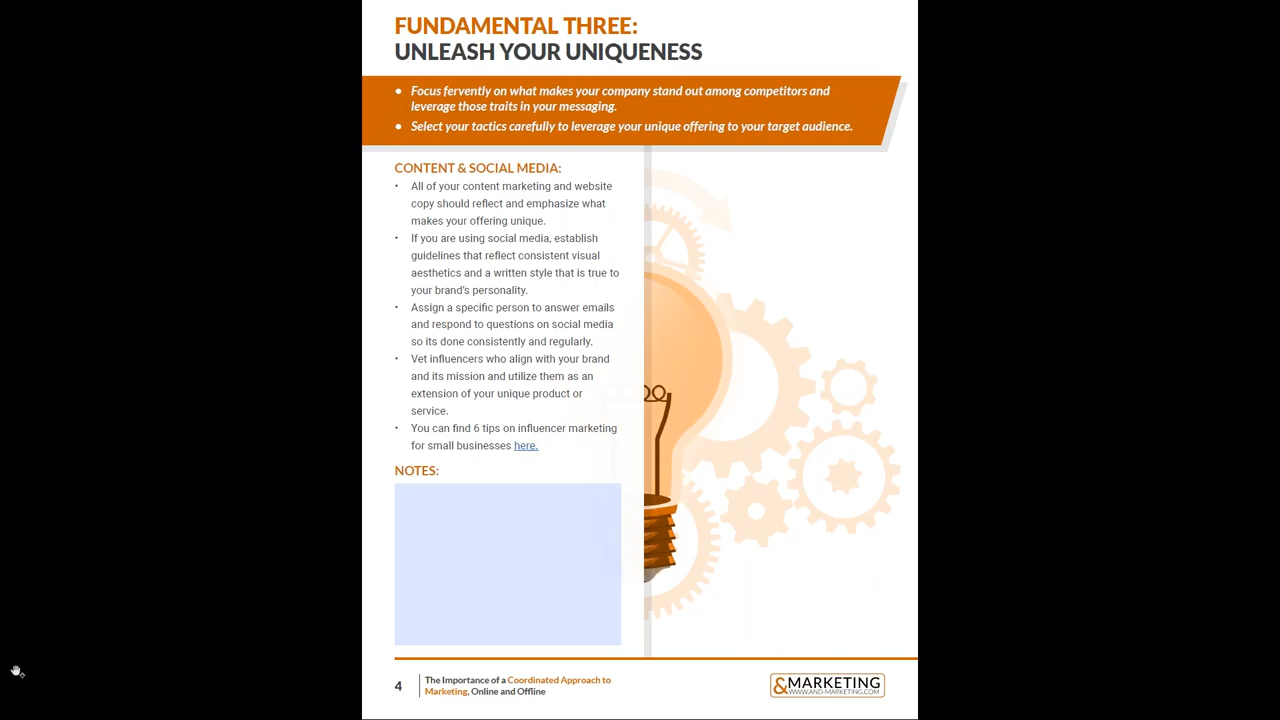 FUNDAMENTAL THREE:
UNLEASH YOUR UNIQUENESS
• Focus fervently on what makes your company stand out among competitors and
leverage those traits in your messaging.
• Select your tactics carefully to leverage your unique offering to your target audience.
CONTENT & SOCIAL MEDIA:
• All of your content marketing and website
copy should reflect and emphasize what
makes your offering unique.
• If you are using social media, establish
guidelines that reflect consistent visual
aesthetics and a written style that is true to
your brand's personality.
• Assign a specific person to answer emails
and respond to questions on social media
so its done consistently and regularly.
• Vet influencers who align with your brand
and its mission and utilize them as an
extension of your unique product or
service.
• You can find 6 tips on influencer marketing
for small businesses here.
NOTES:
4
The Importance of a Coordinated Approach to
Marketing, Online and Offline
&MARKETING
WWW.AND-MARKETING.COM